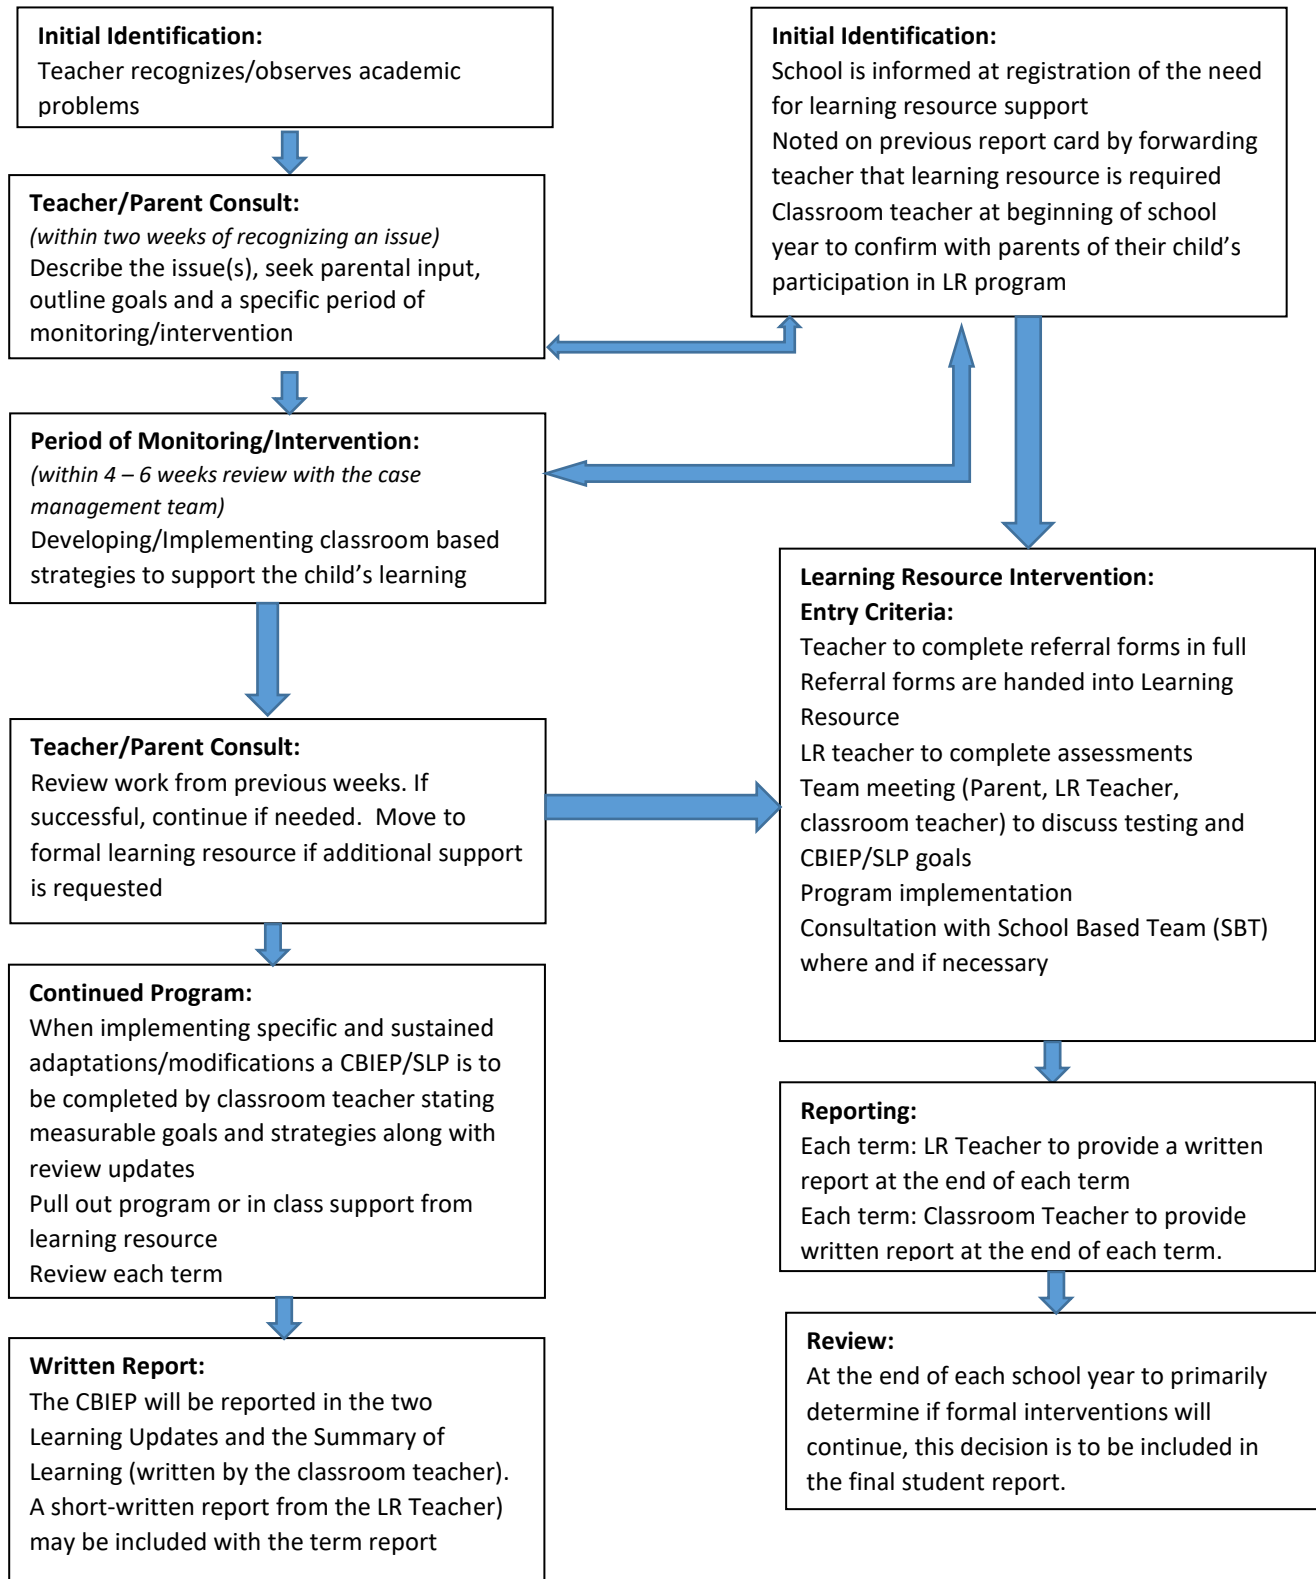 Initial Identification:
Teacher recognizes/observes academic
problems
Teacher/Parent Consult:
(within two weeks of recognizing an issue)
Describe the issue(s), seek parental input,
outline goals and a specific period of
monitoring/intervention
Period of Monitoring/Intervention:
(within 4 – 6 weeks review with the case
management team)
Developing/Implementing classroom based
strategies to support the child’s learning
Teacher/Parent Consult:
Review work from previous weeks. If
successful, continue if needed.  Move to
formal learning resource if additional support
is requested
Continued Program:
When implementing specific and sustained
adaptations/modifications a CBIEP/SLP is to
be completed by classroom teacher stating
measurable goals and strategies along with
review updates
Pull out program or in class support from
learning resource
Review each term
Written Report:
The CBIEP will be reported in the two
Learning Updates and the Summary of
Learning (written by the classroom teacher).
A short-written report from the LR Teacher)
may be included with the term report
Initial Identification:
School is informed at registration of the need
for learning resource support
Noted on previous report card by forwarding
teacher that learning resource is required
Classroom teacher at beginning of school
year to confirm with parents of their child’s
participation in LR program
Learning Resource Intervention:
Entry Criteria:
Teacher to complete referral forms in full
Referral forms are handed into Learning
Resource
LR teacher to complete assessments
Team meeting (Parent, LR Teacher,
classroom teacher) to discuss testing and
CBIEP/SLP goals
Program implementation
Consultation with School Based Team (SBT)
where and if necessary
Reporting:
Each term: LR Teacher to provide a written
report at the end of each term
Each term: Classroom Teacher to provide
written report at the end of each term.
Review:
At the end of each school year to primarily
determine if formal interventions will
continue, this decision is to be included in
the final student report.